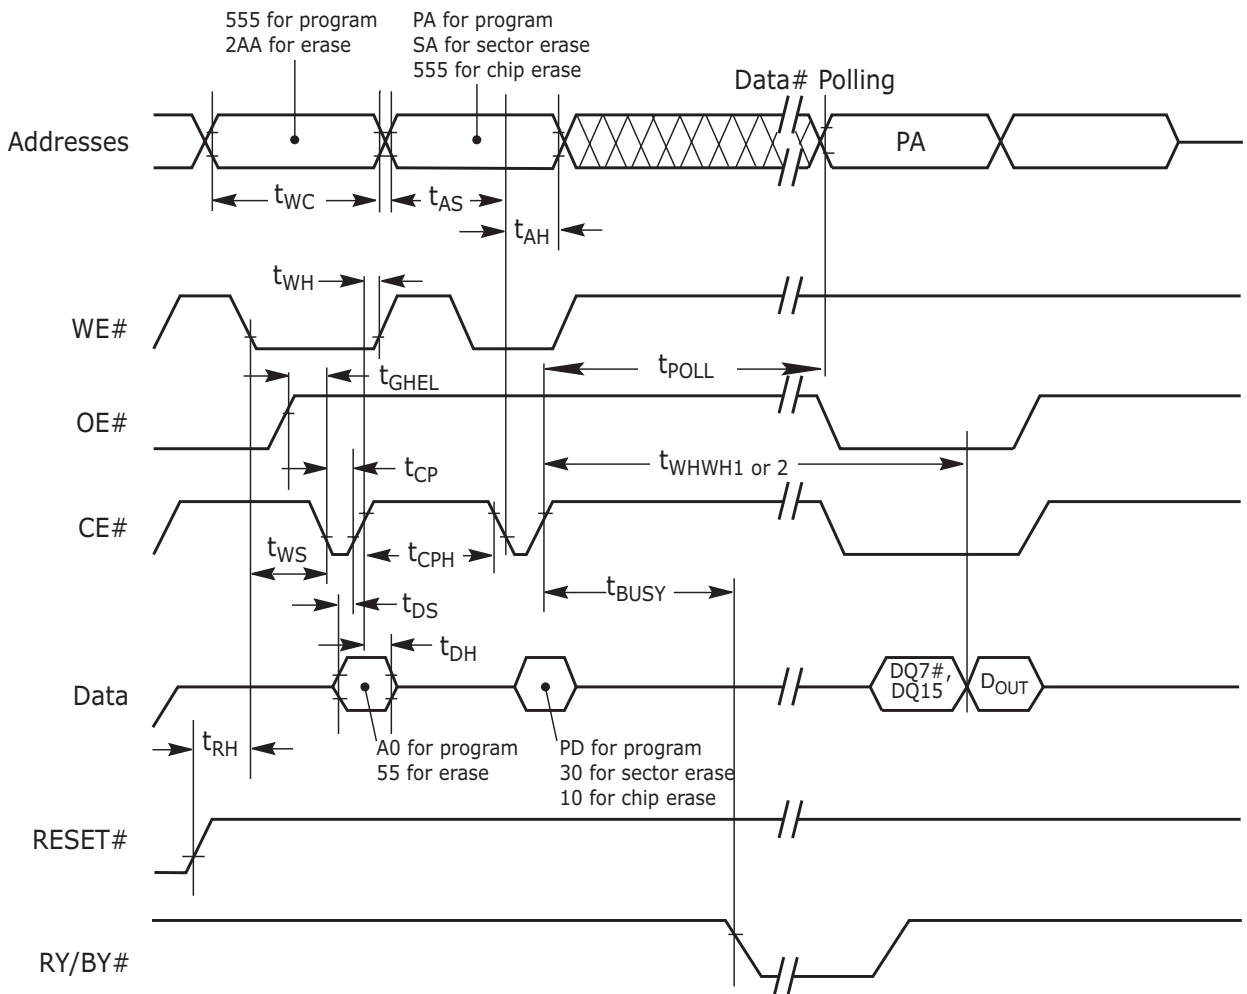 555 for program
2AA for erase
PA for program
SA for sector erase
555 for chip erase
Data# Polling
Addresses
PA
tWC
tAS
tAH
tWH
WE#
tGHEL
tPOLL
OE#
tCP
tWHWH1 or 2
CE#
tWS
tCPH
tDS
tBUSY
tDH
Data
DQ7#,
DQ15
DOUT
tRH
A0 for program
55 for erase
PD for program
30 for sector erase
10 for chip erase
RESET#
RY/BY#